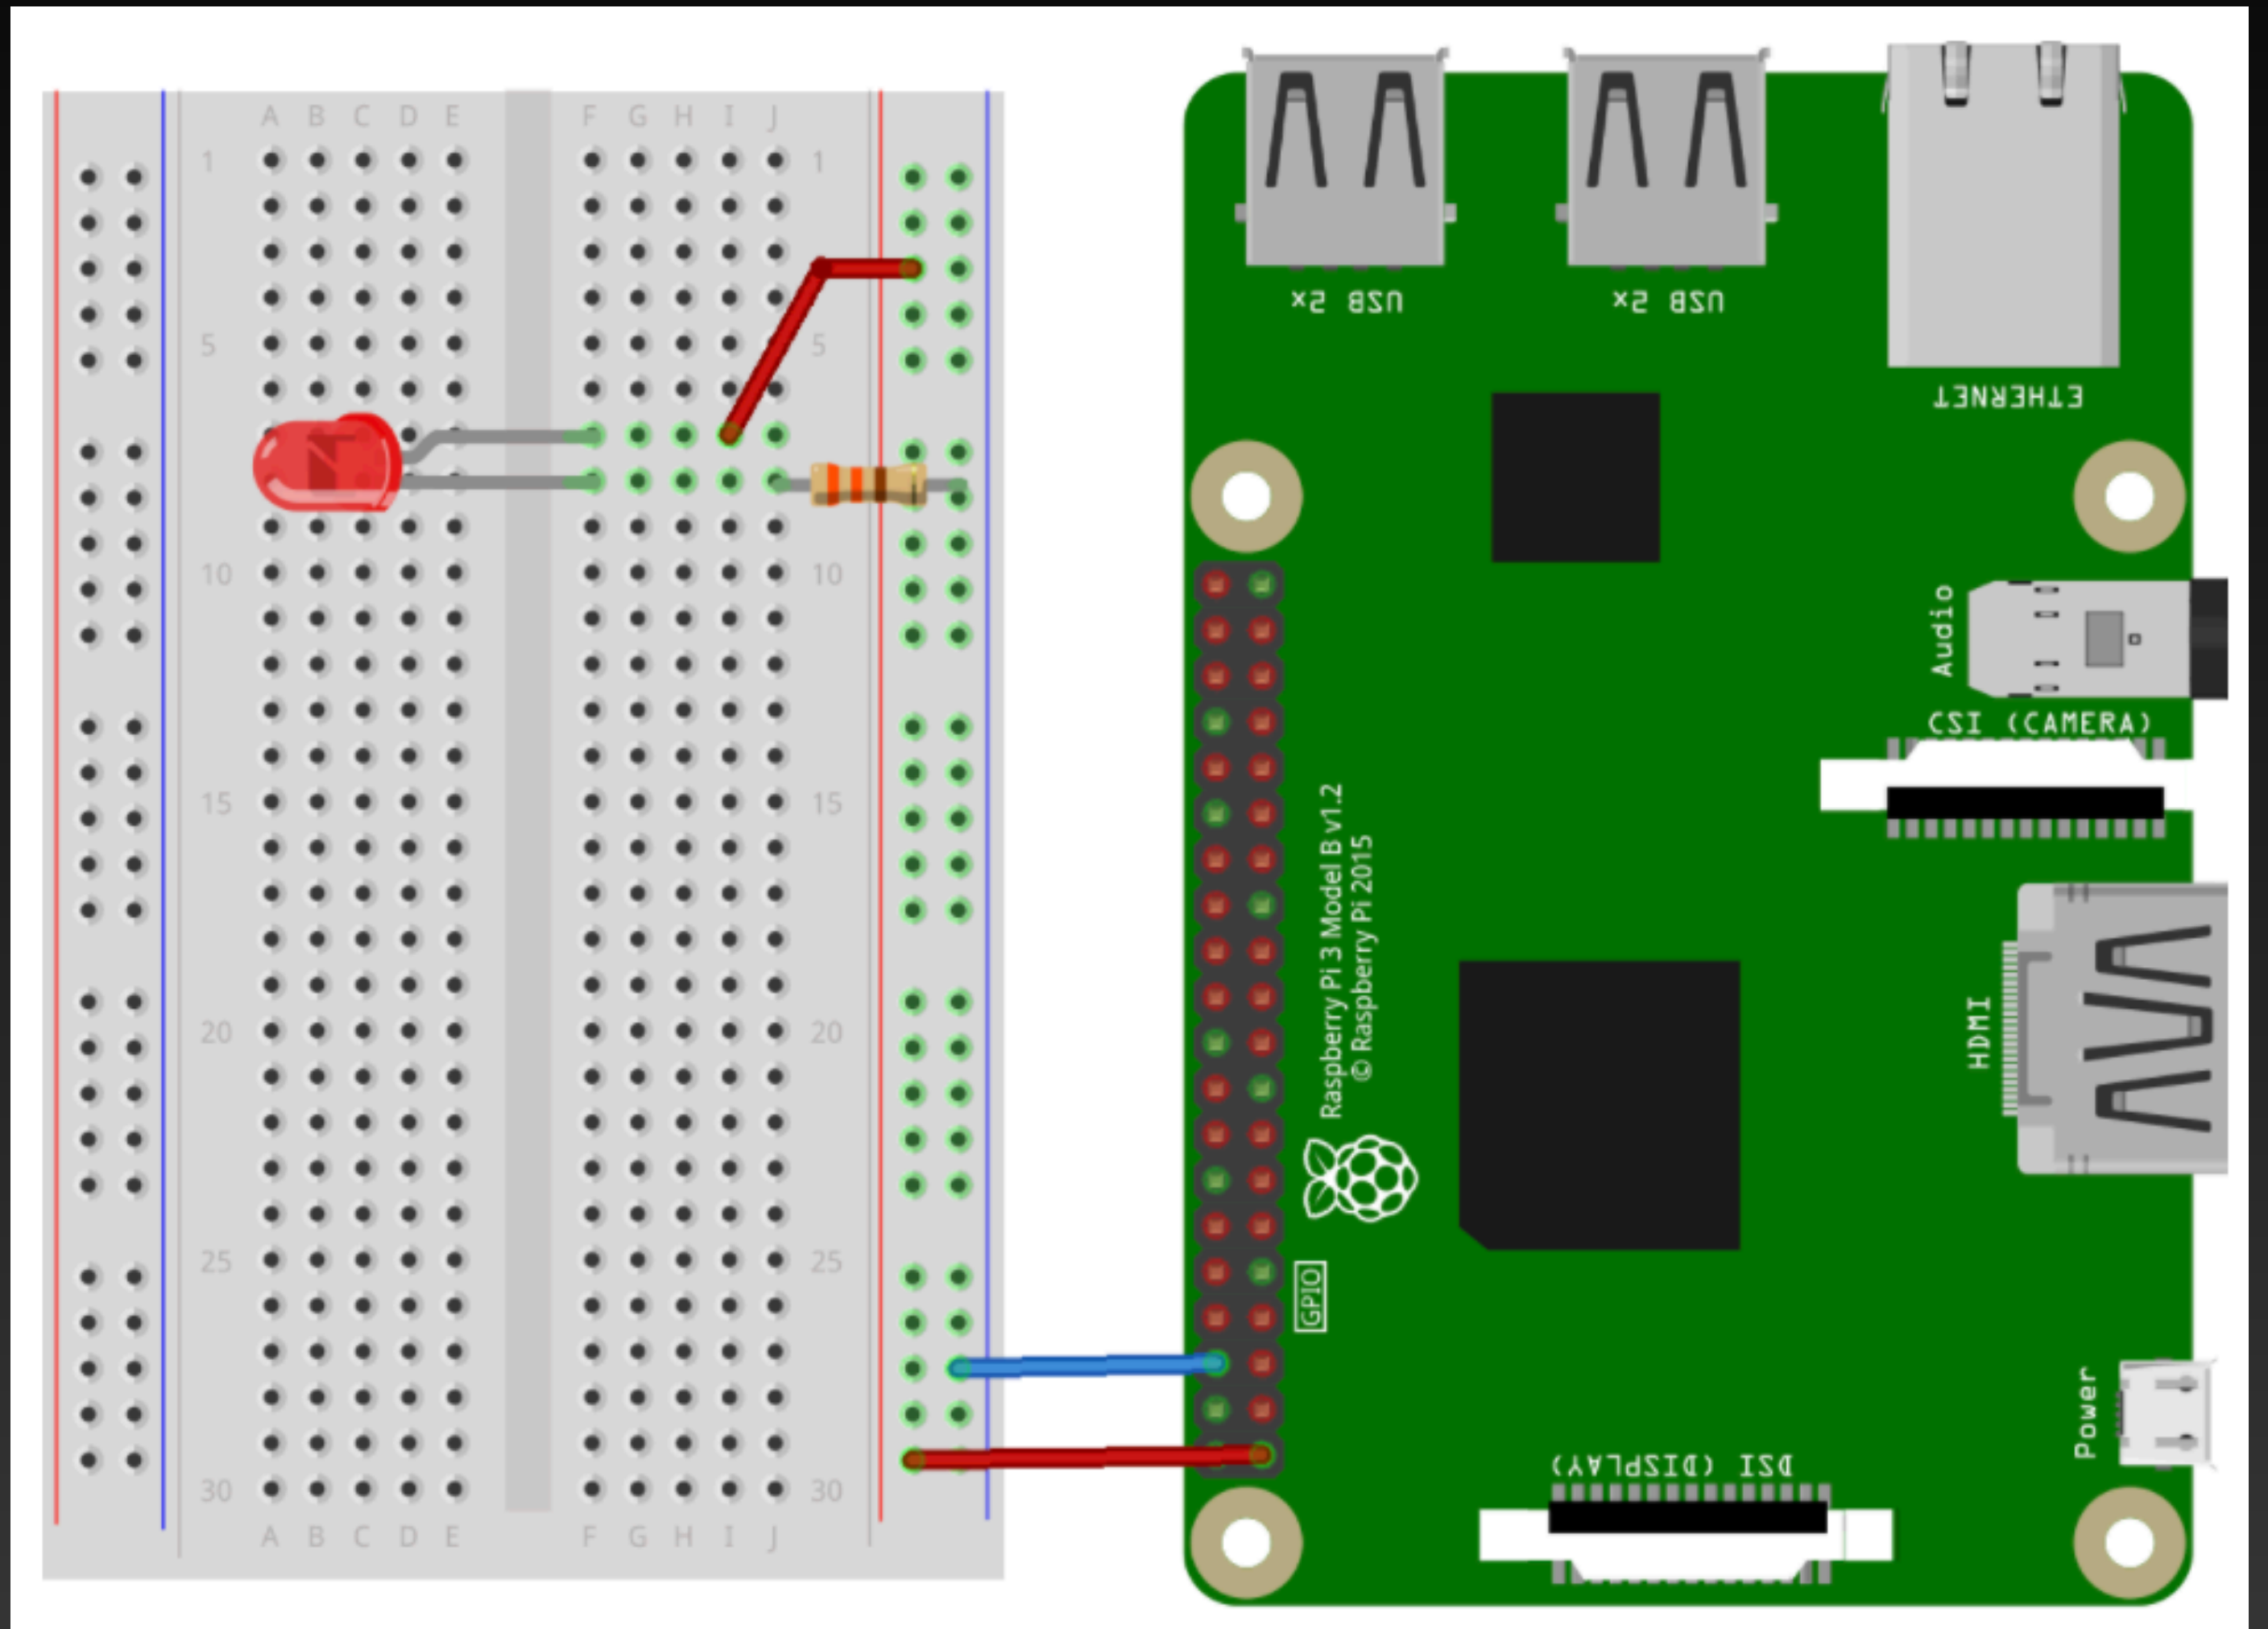 A B C D E F G H I J
1 1
5 5
10 10
15 15
20 20
25 25
30 30
A B C D E F G H I J
USB 2x
USB 2x
ETHERNET
Audio
CSI (CAMERA)
Raspberry Pi 3 Model B v1.2
© Raspberry Pi 2015
HDMI
GPIO
Power
DSI (DISPLAY)